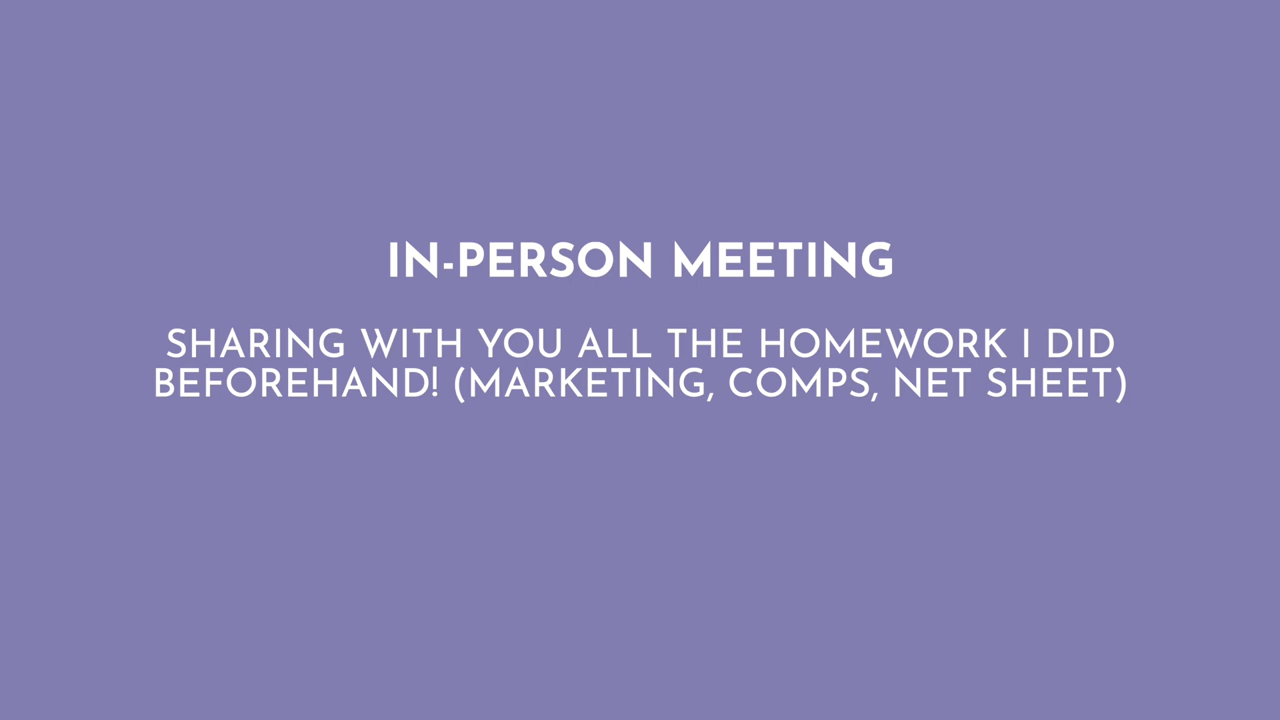 IN-PERSON MEETING
SHARING WITH YOU ALL THE HOMEWORK I DID
BEFOREHAND! (MARKETING, COMPS, NET SHEET)